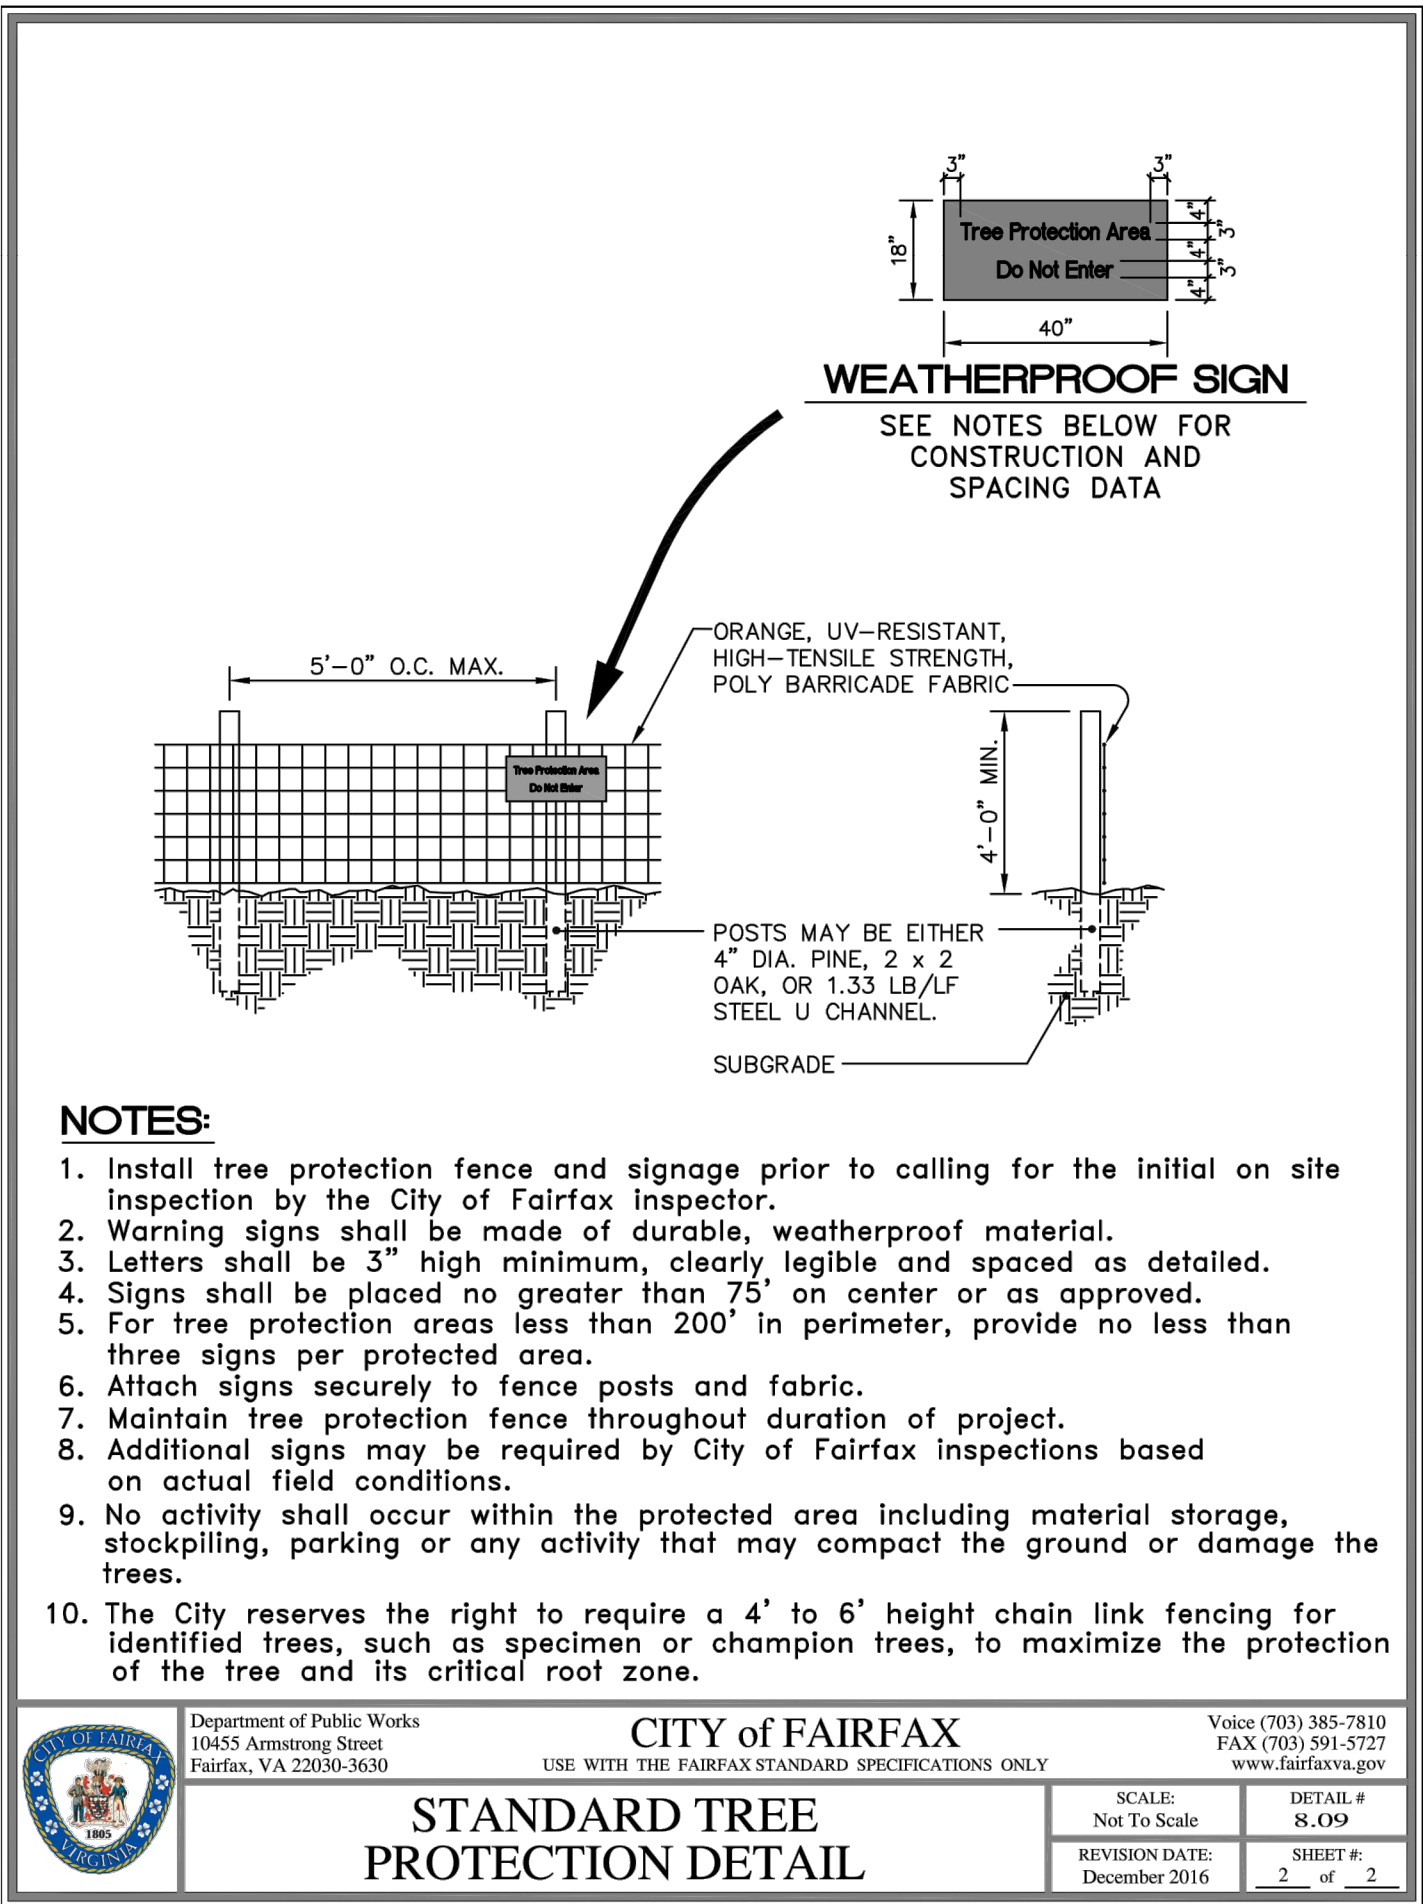 3" 3"
Tree Protection Area
Do Not Enter
18"
4"
3"
4"
3"
4"
40"
WEATHERPROOF SIGN
SEE NOTES BELOW FOR
CONSTRUCTION AND
SPACING DATA
ORANGE, UV-RESISTANT,
HIGH-TENSILE STRENGTH,
POLY BARRICADE FABRIC
5'-0" O.C. MAX.
Tree Protection Area
Do Not Enter
4'-0" MIN.
POSTS MAY BE EITHER
4" DIA. PINE, 2 x 2
OAK, OR 1.33 LB/LF
STEEL U CHANNEL.
SUBGRADE
NOTES:
1. Install tree protection fence and signage prior to calling for the initial on site
inspection by the City of Fairfax inspector.
2. Warning signs shall be made of durable, weatherproof material.
3. Letters shall be 3" high minimum, clearly legible and spaced as detailed.
4. Signs shall be placed no greater than 75' on center or as approved.
5. For tree protection areas less than 200' in perimeter, provide no less than
three signs per protected area.
6. Attach signs securely to fence posts and fabric.
7. Maintain tree protection fence throughout duration of project.
8. Additional signs may be required by City of Fairfax inspections based
on actual field conditions.
9. No activity shall occur within the protected area including material storage,
stockpiling, parking or any activity that may compact the ground or damage the
trees.
10. The City reserves the right to require a 4' to 6' height chain link fencing for
identified trees, such as specimen or champion trees, to maximize the protection
of the tree and its critical root zone.
CITY OF FAIRFAX
1805
VIRGINIA
Department of Public Works
10455 Armstrong Street
Fairfax, VA 22030-3630
CITY of FAIRFAX
USE WITH THE FAIRFAX STANDARD SPECIFICATIONS ONLY
Voice (703) 385-7810
FAX (703) 591-5727
www.fairfaxva.gov
STANDARD TREE
PROTECTION DETAIL
SCALE:
Not To Scale
DETAIL #
8.09
REVISION DATE:
December 2016
SHEET #:
2 of 2